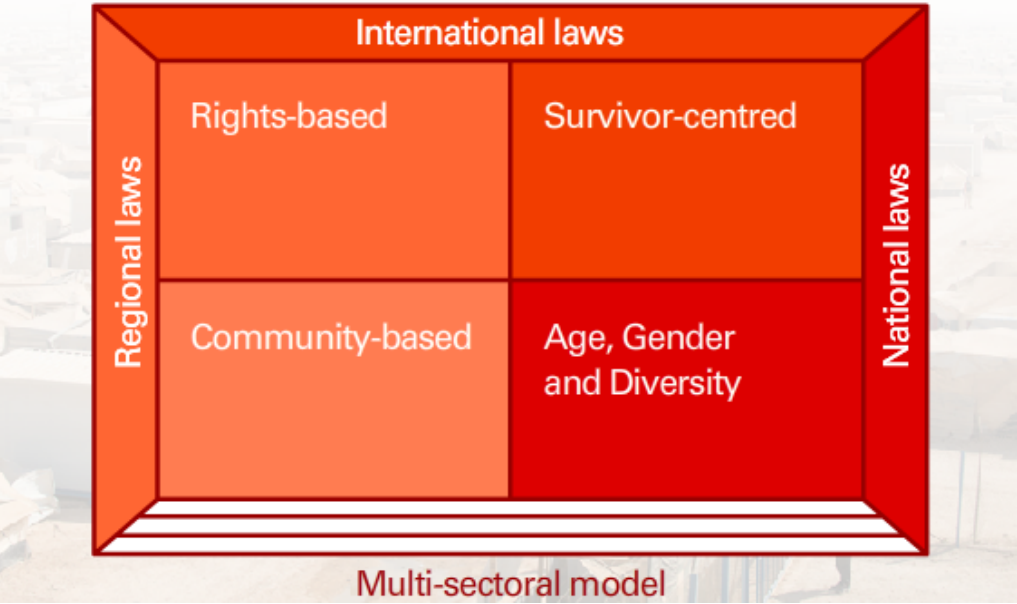 International laws
Regional laws
Rights-based
Survivor-centred
National laws
Community-based
Age, Gender
and Diversity
Multi-sectoral model